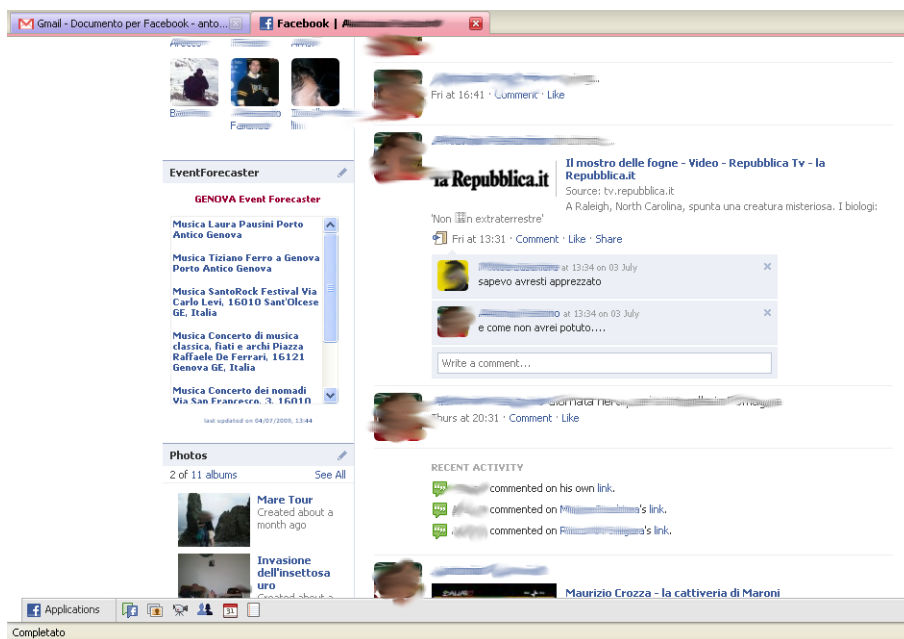 Gmail - Documento per Facebook - anto...
Facebook | A
EventForecaster
GENOVA Event Forecaster
Musica Laura Pausini Porto
Antico Genova
Musica Tiziano Ferro a Genova
Porto Antico Genova
Musica SantoRock Festival Via
Carlo Levi, 16010 Sant'Olcese
GE, Italia
Musica Concerto di musica
classica, fiati e archi Piazza
Raffaele De Ferrari, 16121
Genova GE, Italia
Musica Concerto dei nomadi
Via San Francesco, 3, 16010
last updated on 04/07/2009, 13:44
Photos
2 of 11 albums See All
Mare Tour
Created about a
month ago
Invasione
dell'insettosa
uro
Created about a
Fri at 16:41 · Comment · Like
la Repubblica.it
Il mostro delle fogne - Video - Repubblica Tv - la
Repubblica.it
Source: tv.repubblica.it
A Raleigh, North Carolina, spunta una creatura misteriosa. I biologi:
'Non n extraterrestre'
Fri at 13:31 · Comment · Like · Share
at 13:34 on 03 July
sapevo avresti apprezzato
at 13:34 on 03 July
e come non avrei potuto....
Write a comment...
Thurs at 20:31 · Comment · Like
RECENT ACTIVITY
commented on his own link.
commented on 's link.
commented on 's link.
Maurizio Crozza - la cattiveria di Maroni
Applications
31
Completato